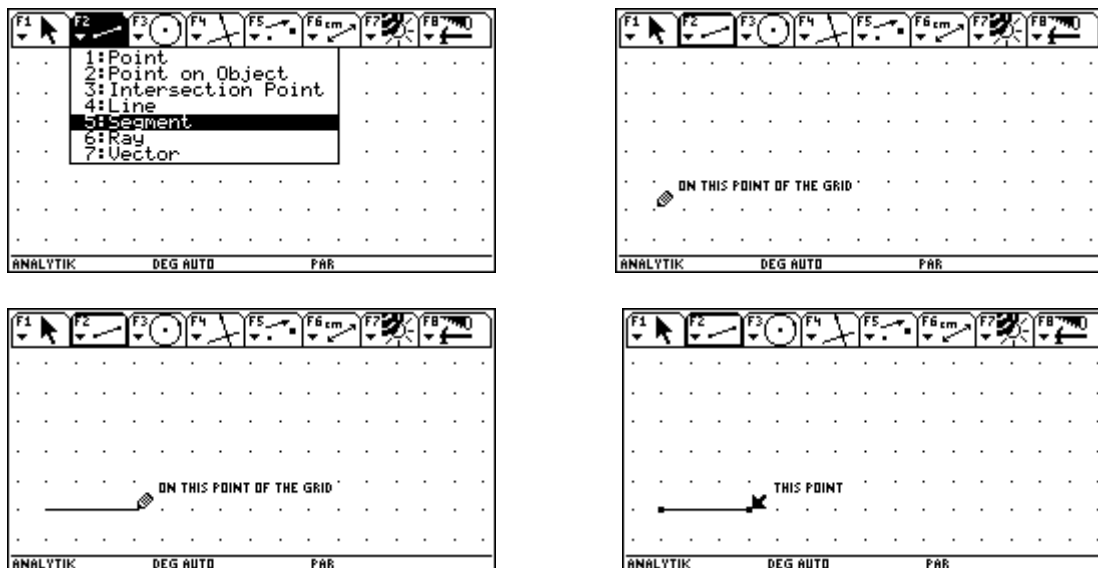 F1 F2 F3 F4 F5 F6 cm F7 F8
1:Point
2:Point on Object
3:Intersection Point
4:Line
5:Segment
6:Ray
7:Vector
ANALYTIK DEG AUTO PAR
F1 F2 F3 F4 F5 F6 cm F7 F8
ON THIS POINT OF THE GRID
ANALYTIK DEG AUTO PAR
F1 F2 F3 F4 F5 F6 cm F7 F8
ON THIS POINT OF THE GRID
ANALYTIK DEG AUTO PAR
F1 F2 F3 F4 F5 F6 cm F7 F8
THIS POINT
ANALYTIK DEG AUTO PAR